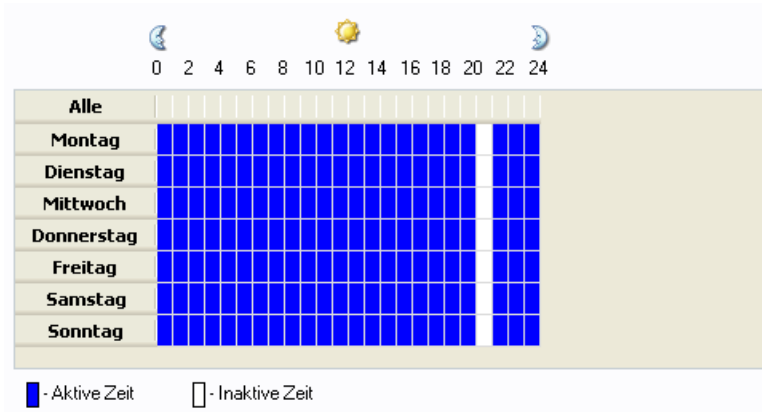 0 2 4 6 8 10 12 14 16 18 20 22 24
Alle
Montag
Dienstag
Mittwoch
Donnerstag
Freitag
Samstag
Sonntag
- Aktive Zeit - Inaktive Zeit